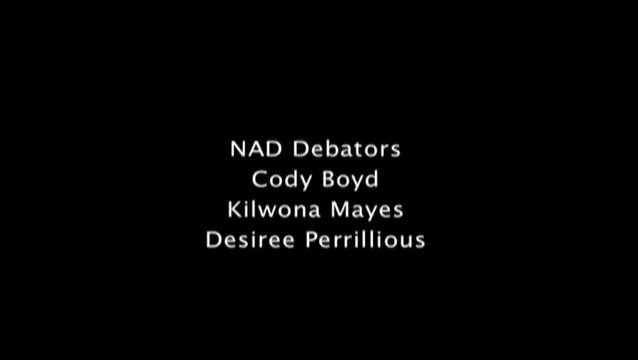 NAD Debators
Cody Boyd
Kilwona Mayes
Desiree Perrillious